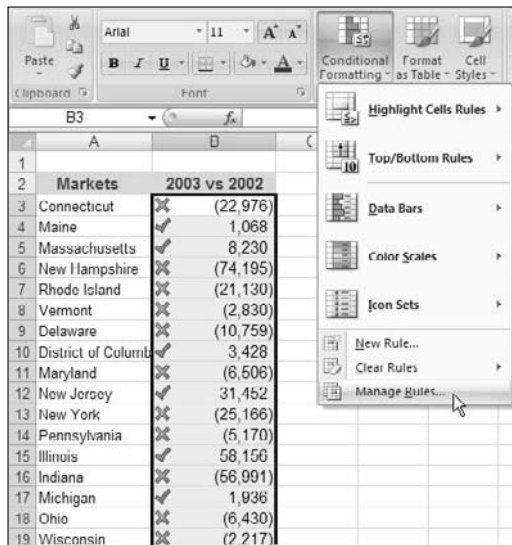 Arial 11 A A
Paste
B I U A
Clipboard Font
Conditional Formatting
Format as Table
Cell Styles
B3 fx
Highlight Cells Rules
Top/Bottom Rules
Data Bars
Color Scales
Icon Sets
New Rule...
Clear Rules
Manage Rules...
A B C
1
2 Markets 2003 vs 2002
3 Connecticut (22,976)
4 Maine 1,068
5 Massachusetts 8,230
6 New Hampshire (74,195)
7 Rhode Island (21,130)
8 Vermont (2,830)
9 Delaware (10,759)
10 District of Columb 3,428
11 Maryland (6,506)
12 New Jersey 31,452
13 New York (25,166)
14 Pennsylvania (5,170)
15 Illinois 58,156
16 Indiana (56,991)
17 Michigan 1,936
18 Ohio (6,430)
19 Wisconsin (2,217)